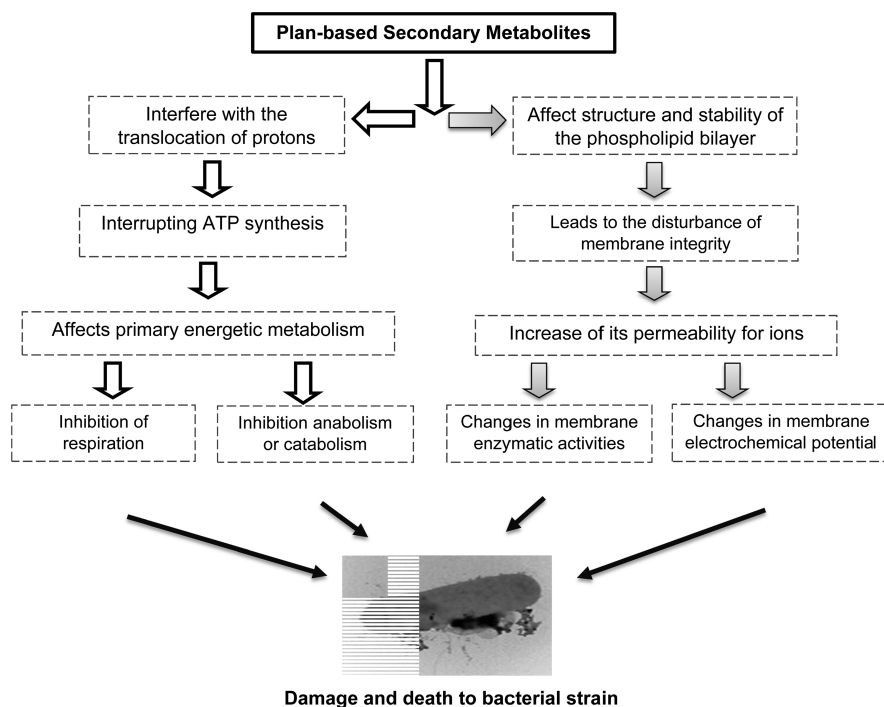 Plan-based Secondary Metabolites
Interfere with the
translocation of protons
Affect structure and stability of
the phospholipid bilayer
Interrupting ATP synthesis
Leads to the disturbance of
membrane integrity
Affects primary energetic metabolism
Increase of its permeability for ions
Inhibition of
respiration
Inhibition anabolism
or catabolism
Changes in membrane
enzymatic activities
Changes in membrane
electrochemical potential
Damage and death to bacterial strain